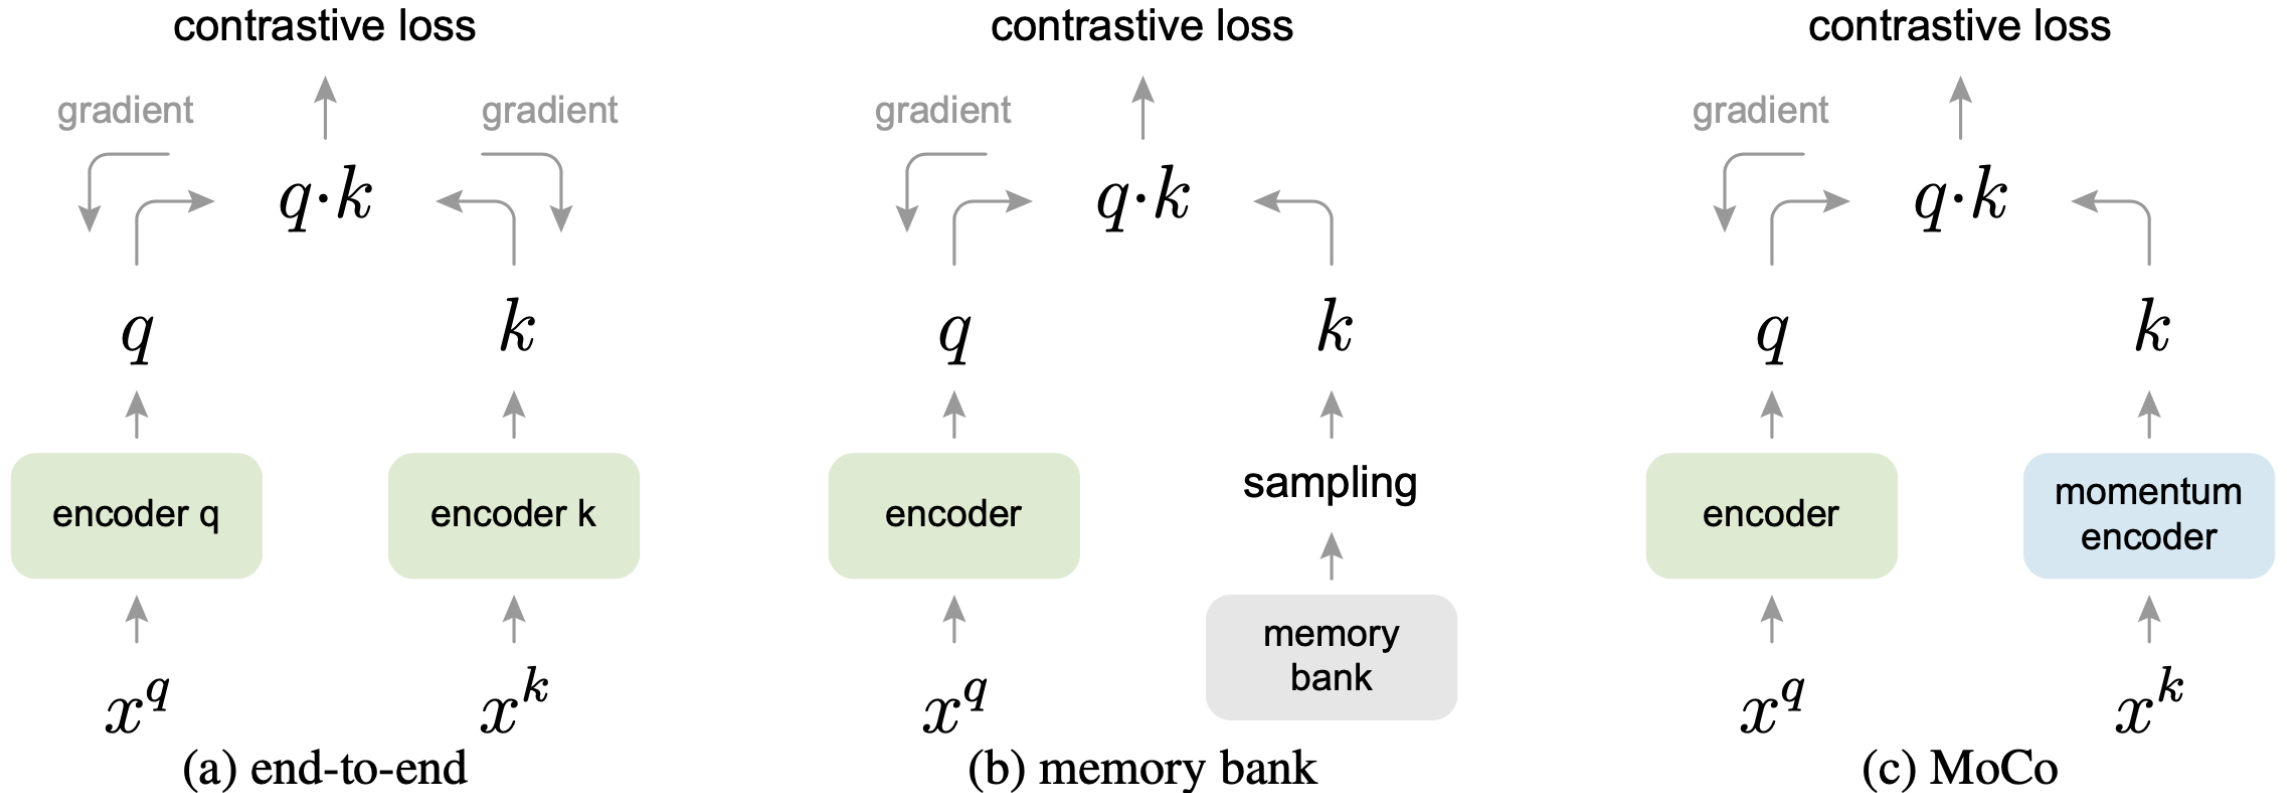 contrastive loss
gradient
gradient
q·k
q
k
encoder q
encoder k
x^q
x^k
(a) end-to-end
contrastive loss
gradient
q·k
q
k
encoder
sampling
memory
bank
x^q
(b) memory bank
contrastive loss
gradient
q·k
q
k
encoder
momentum
encoder
x^q
x^k
(c) MoCo